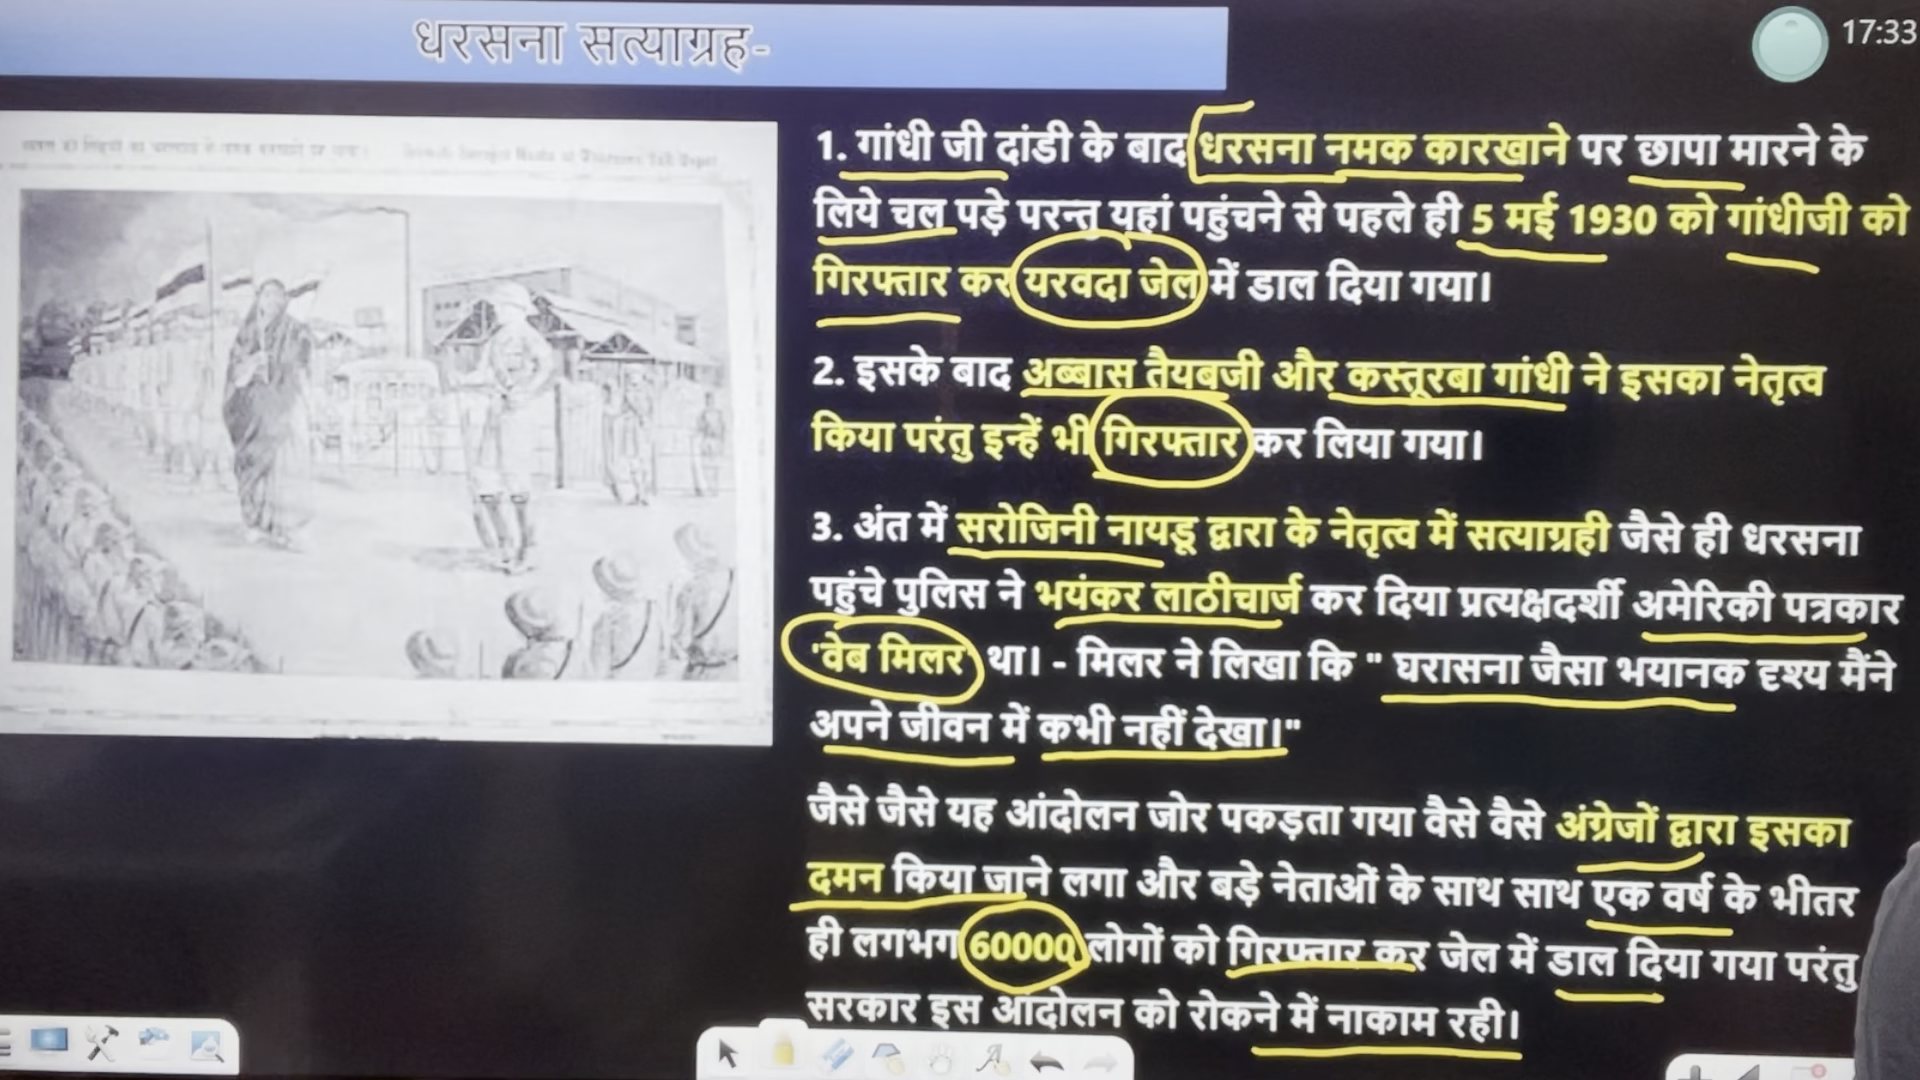 धरसना सत्याग्रह-
17:33
1. गांधी जी दांडी के बाद धरसना नमक कारखाने पर छापा मारने के
लिये चल पड़े परन्तु यहां पहुंचने से पहले ही 5 मई 1930 को गांधीजी को
गिरफ्तार कर यरवदा जेल में डाल दिया गया।
2. इसके बाद अब्बास तैयबजी और कस्तूरबा गांधी ने इसका नेतृत्व
किया परंतु इन्हें भी गिरफ्तार कर लिया गया।
3. अंत में सरोजिनी नायडू द्वारा के नेतृत्व में सत्याग्रही जैसे ही धरसना
पहुंचे पुलिस ने भयंकर लाठीचार्ज कर दिया प्रत्यक्षदर्शी अमेरिकी पत्रकार
'वेब मिलर' था। - मिलर ने लिखा कि " घरासना जैसा भयानक दृश्य मैंने
अपने जीवन में कभी नहीं देखा।"
जैसे जैसे यह आंदोलन जोर पकड़ता गया वैसे वैसे अंग्रेजों द्वारा इसका
दमन किया जाने लगा और बड़े नेताओं के साथ साथ एक वर्ष के भीतर
ही लगभग 60000 लोगों को गिरफ्तार कर जेल में डाल दिया गया परंतु
सरकार इस आंदोलन को रोकने में नाकाम रही।